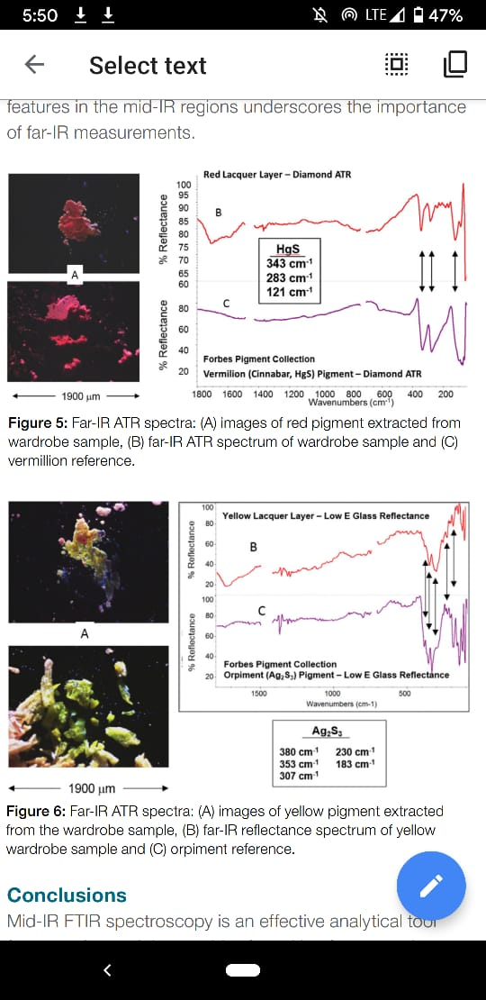 5:50 LTE 47%
Select text
features in the mid-IR regions underscores the importance
of far-IR measurements.
Red Lacquer Layer – Diamond ATR
100
95
90
85
80
75
70
65
60
% Reflectance
B
HgS
343 cm-1
283 cm-1
121 cm-1
A
80
60
40
20
% Reflectance
C
Forbes Pigment Collection
Vermilion (Cinnabar, HgS) Pigment – Diamond ATR
1800 1600 1400 1200 1000 800 600 400 200
Wavenumbers (cm-1)
1900 µm
Figure 5: Far-IR ATR spectra: (A) images of red pigment extracted from
wardrobe sample, (B) far-IR ATR spectrum of wardrobe sample and (C)
vermillion reference.
Yellow Lacquer Layer – Low E Glass Reflectance
100
80
60
40
20
% Reflectance
B
A
100
80
60
40
20
% Reflectance
C
Forbes Pigment Collection
Orpiment (Ag2S3) Pigment – Low E Glass Reflectance
1500 1000 500
Wavenumbers (cm-1)
Ag2S3
380 cm-1 230 cm-1
353 cm-1 183 cm-1
307 cm-1
1900 µm
Figure 6: Far-IR ATR spectra: (A) images of yellow pigment extracted
from the wardrobe sample, (B) far-IR reflectance spectrum of yellow
wardrobe sample and (C) orpiment reference.
Conclusions
Mid-IR FTIR spectroscopy is an effective analytical tool